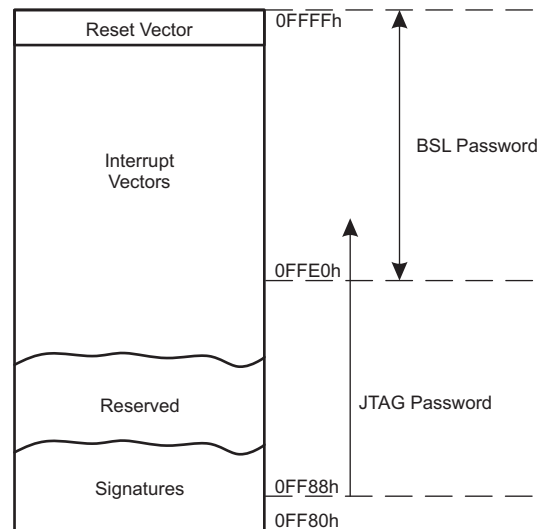 Reset Vector
0FFFFh
Interrupt
Vectors
BSL Password
0FFE0h
Reserved
JTAG Password
Signatures
0FF88h
0FF80h